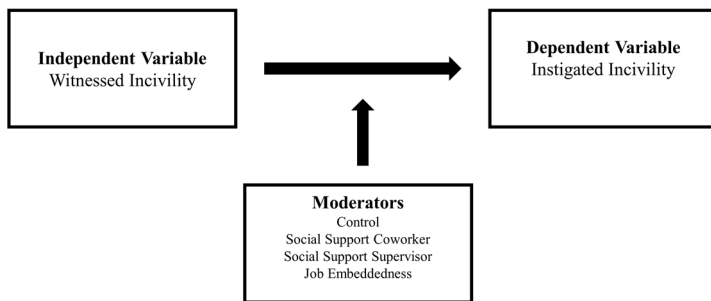 Independent Variable
Witnessed Incivility
Dependent Variable
Instigated Incivility
Moderators
Control
Social Support Coworker
Social Support Supervisor
Job Embeddedness